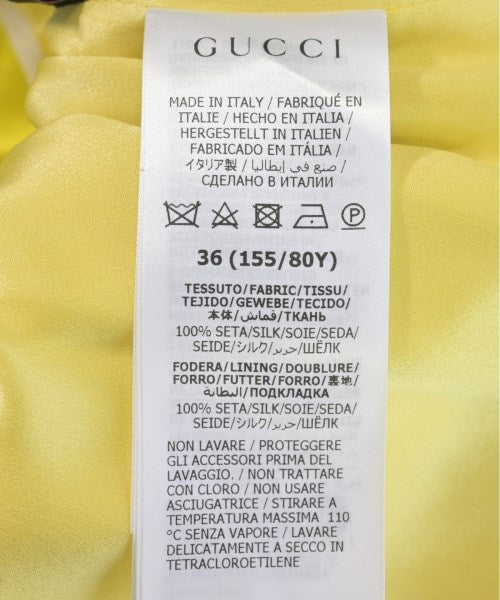 GUCCI
MADE IN ITALY / FABRIQUÉ EN
ITALIE / HECHO EN ITALIA /
HERGESTELLT IN ITALIEN /
FABRICADO EM ITÁLIA /
イタリア製 / صنع في إيطاليا /
СДЕЛАНО В ИТАЛИИ
36 (155/80Y)
TESSUTO/FABRIC/TISSU/
TEJIDO/GEWEBE/TECIDO/
本体/قماش/ТКАНЬ
100% SETA/SILK/SOIE/SEDA/
SEIDE/シルク/حرير/ШЁЛК
FODERA/LINING/DOUBLURE/
FORRO/FUTTER/FORRO/裏地/
البطانة/ПОДКЛАДКА
100% SETA/SILK/SOIE/SEDA/
SEIDE/シルク/حرير/ШЁЛК
NON LAVARE / PROTEGGERE
GLI ACCESSORI PRIMA DEL
LAVAGGIO. / NON TRATTARE
CON CLORO / NON USARE
ASCIUGATRICE / STIRARE A
TEMPERATURA MASSIMA 110
°C SENZA VAPORE / LAVARE
DELICATAMENTE A SECCO IN
TETRACLOROETILENE